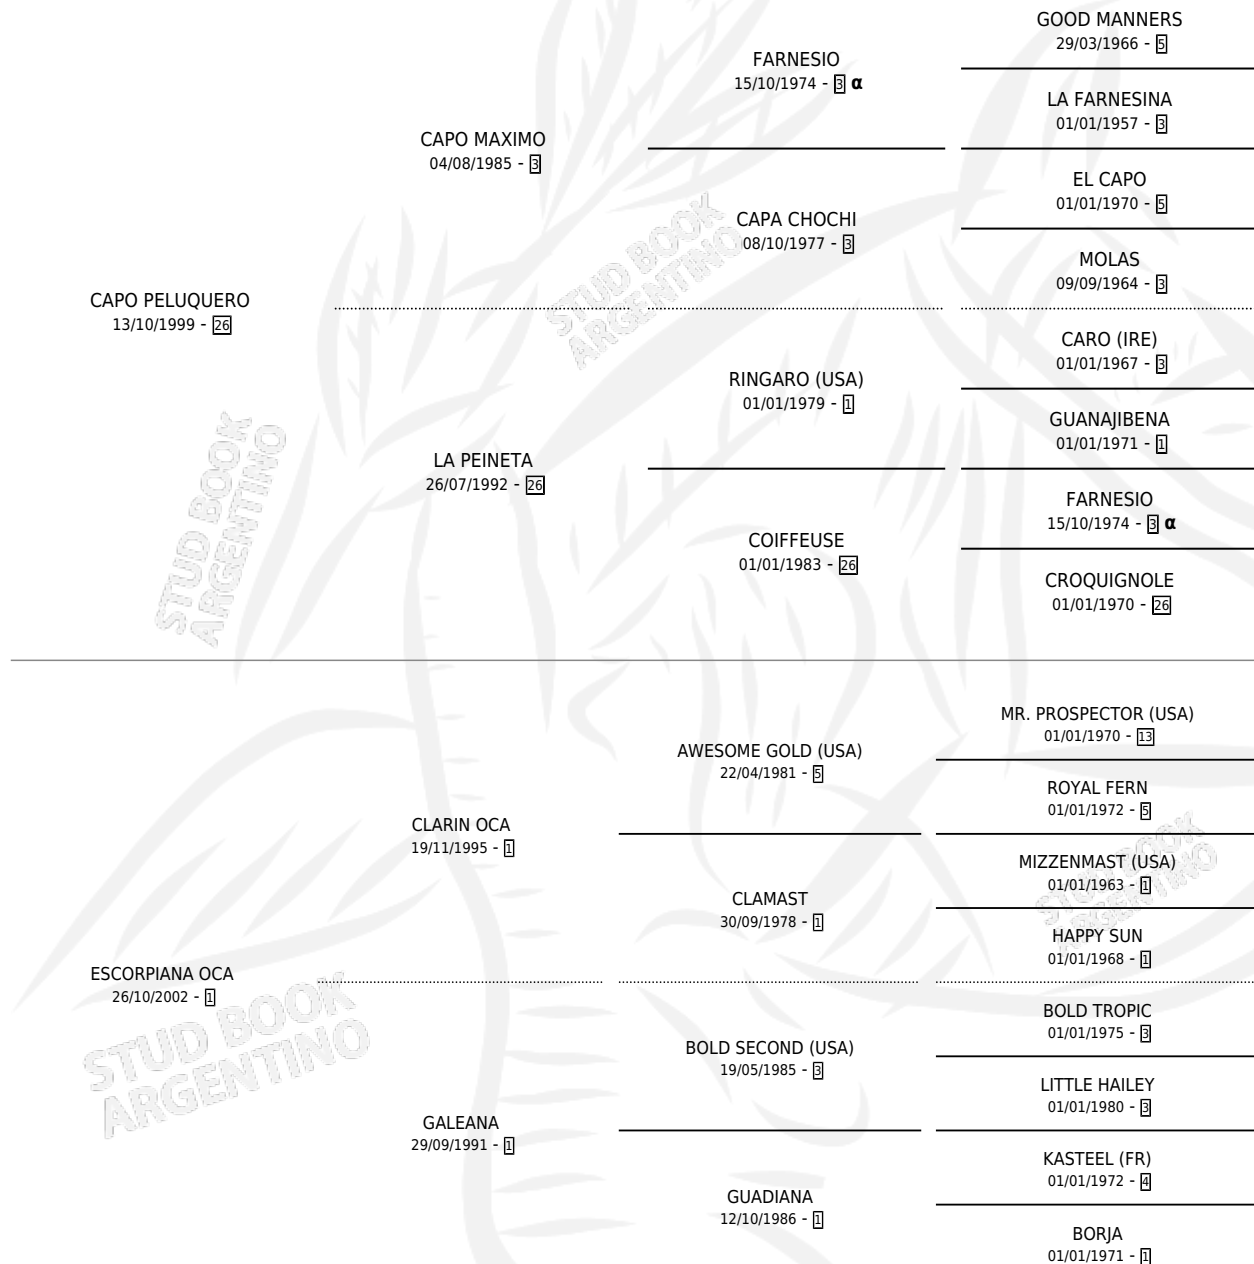 GOOD MANNERS
29/03/1966 - 5
FARNESIO
15/10/1974 - 3 α
LA FARNESINA
01/01/1957 - 3
CAPO MAXIMO
04/08/1985 - 3
EL CAPO
01/01/1970 - 5
CAPA CHOCHI
08/10/1977 - 3
MOLAS
09/09/1964 - 3
STUD BOOK
ARGENTINO
CAPO PELUQUERO
13/10/1999 - 26
CARO (IRE)
01/01/1967 - 3
RINGARO (USA)
01/01/1979 - 1
GUANAJIBENA
01/01/1971 - 1
LA PEINETA
26/07/1992 - 26
FARNESIO
15/10/1974 - 3 α
COIFFEUSE
01/01/1983 - 26
CROQUIGNOLE
01/01/1970 - 26
STUD BOOK
ARGENTINO
MR. PROSPECTOR (USA)
01/01/1970 - 13
AWESOME GOLD (USA)
22/04/1981 - 5
ROYAL FERN
01/01/1972 - 5
CLARIN OCA
19/11/1995 - 1
MIZZENMAST (USA)
01/01/1963 - 1
CLAMAST
30/09/1978 - 1
HAPPY SUN
01/01/1968 - 1
STUD BOOK
ARGENTINO
ESCORPIANA OCA
26/10/2002 - 1
BOLD TROPIC
01/01/1975 - 3
BOLD SECOND (USA)
19/05/1985 - 3
LITTLE HAILEY
01/01/1980 - 3
STUD BOOK
ARGENTINO
GALEANA
29/09/1991 - 1
KASTEEL (FR)
01/01/1972 - 4
GUADIANA
12/10/1986 - 1
BORJA
01/01/1971 - 1